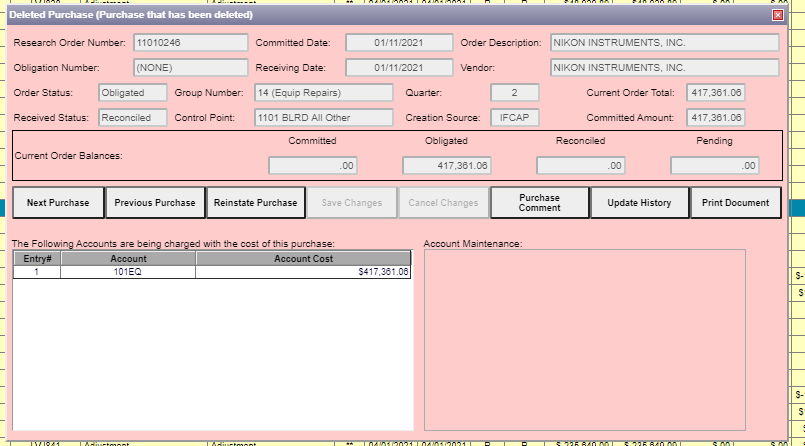 Deleted Purchase (Purchase that has been deleted)
Research Order Number: 11010246 Committed Date: 01/11/2021 Order Description: NIKON INSTRUMENTS, INC.
Obligation Number: (NONE) Receiving Date: 01/11/2021 Vendor: NIKON INSTRUMENTS, INC.
Order Status: Obligated Group Number: 14 (Equip Repairs) Quarter: 2 Current Order Total: 417,361.06
Received Status: Reconciled Control Point: 1101 BLRD All Other Creation Source: IFCAP Committed Amount: 417,361.06
Committed Obligated Reconciled Pending
Current Order Balances: .00 417,361.06 .00 .00
Next Purchase Previous Purchase Reinstate Purchase Save Changes Cancel Changes Purchase Comment Update History Print Document
The Following Accounts are being charged with the cost of this purchase: Account Maintenance:
Entry# Account Account Cost
1 101EQ $417,361.06